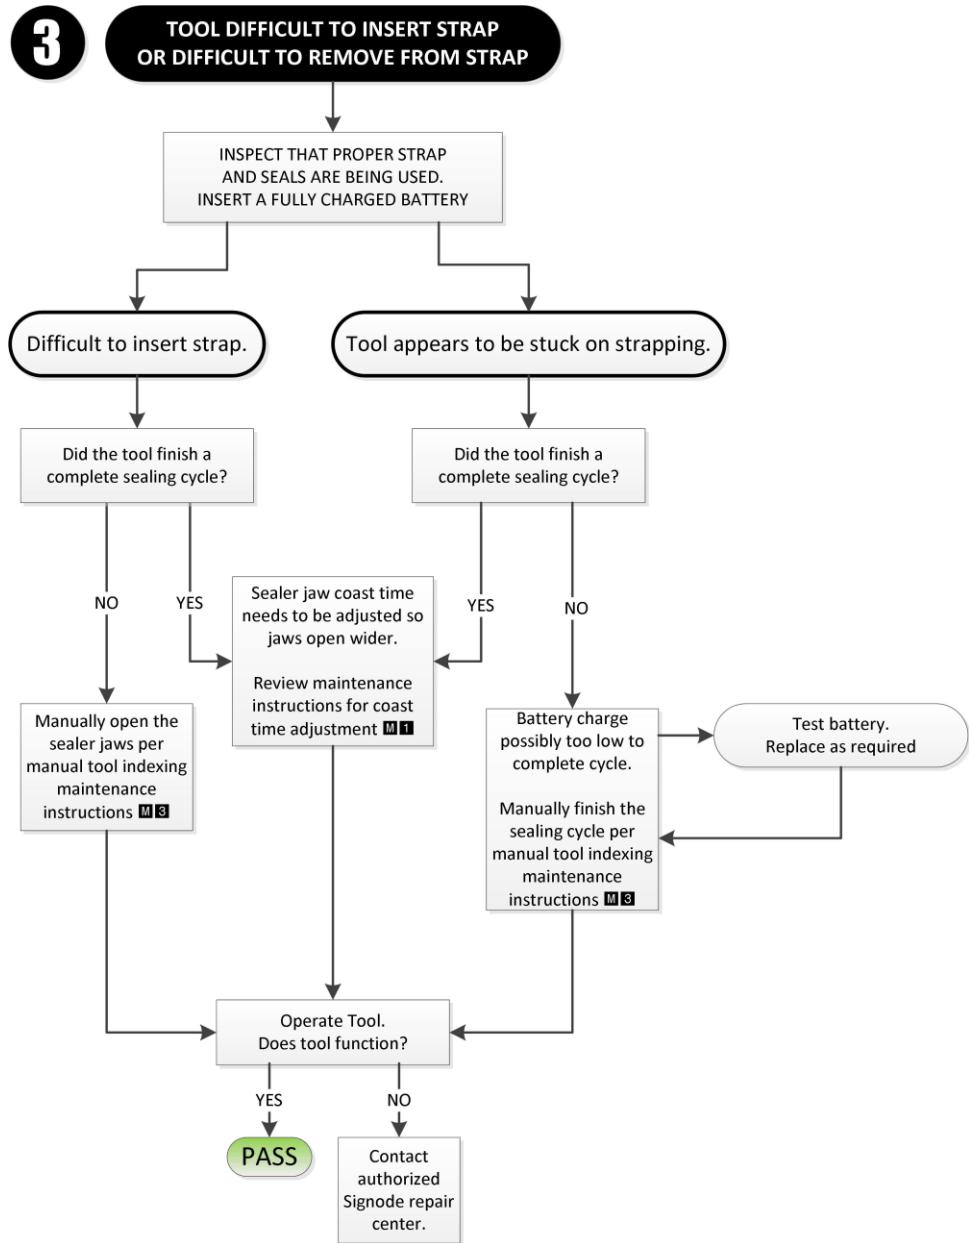 3
TOOL DIFFICULT TO INSERT STRAP
OR DIFFICULT TO REMOVE FROM STRAP
INSPECT THAT PROPER STRAP
AND SEALS ARE BEING USED.
INSERT A FULLY CHARGED BATTERY
Difficult to insert strap.
Tool appears to be stuck on strapping.
Did the tool finish a
complete sealing cycle?
Did the tool finish a
complete sealing cycle?
NO
YES
Sealer jaw coast time
needs to be adjusted so
jaws open wider.
Review maintenance
instructions for coast
time adjustment M 1
YES
NO
Manually open the
sealer jaws per
manual tool indexing
maintenance
instructions M 3
Battery charge
possibly too low to
complete cycle.
Manually finish the
sealing cycle per
manual tool indexing
maintenance
instructions M 3
Test battery.
Replace as required
Operate Tool.
Does tool function?
YES
NO
PASS
Contact
authorized
Signode repair
center.